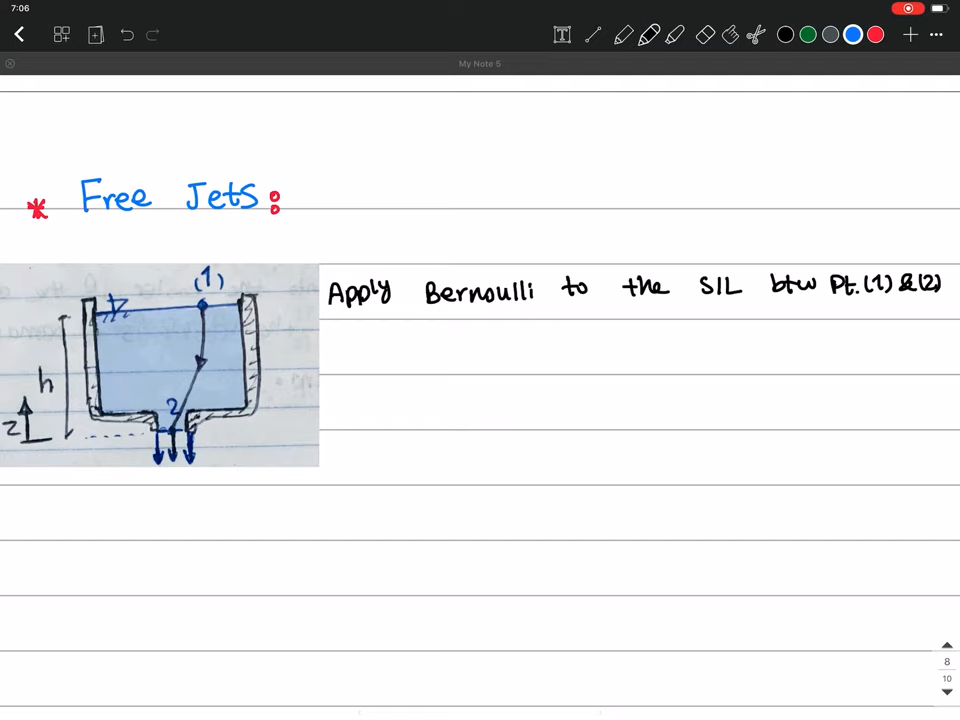 7:06
My Note 5
* Free Jets:
Apply Bernoulli to the S/L btw Pt.(1) &(2)
(1)
h
2
z
8
10